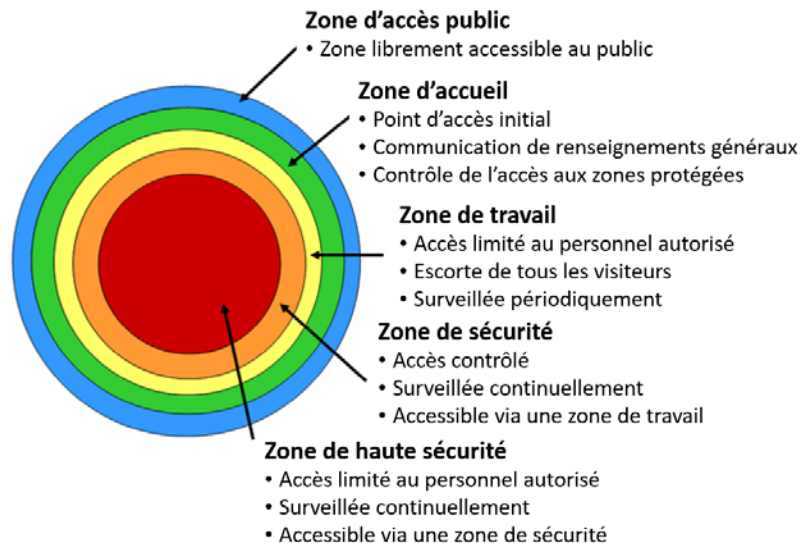 Zone d’accès public
• Zone librement accessible au public
Zone d’accueil
• Point d’accès initial
• Communication de renseignements généraux
• Contrôle de l’accès aux zones protégées
Zone de travail
• Accès limité au personnel autorisé
• Escorte de tous les visiteurs
• Surveillée périodiquement
Zone de sécurité
• Accès contrôlé
• Surveillée continuellement
• Accessible via une zone de travail
Zone de haute sécurité
• Accès limité au personnel autorisé
• Surveillée continuellement
• Accessible via une zone de sécurité